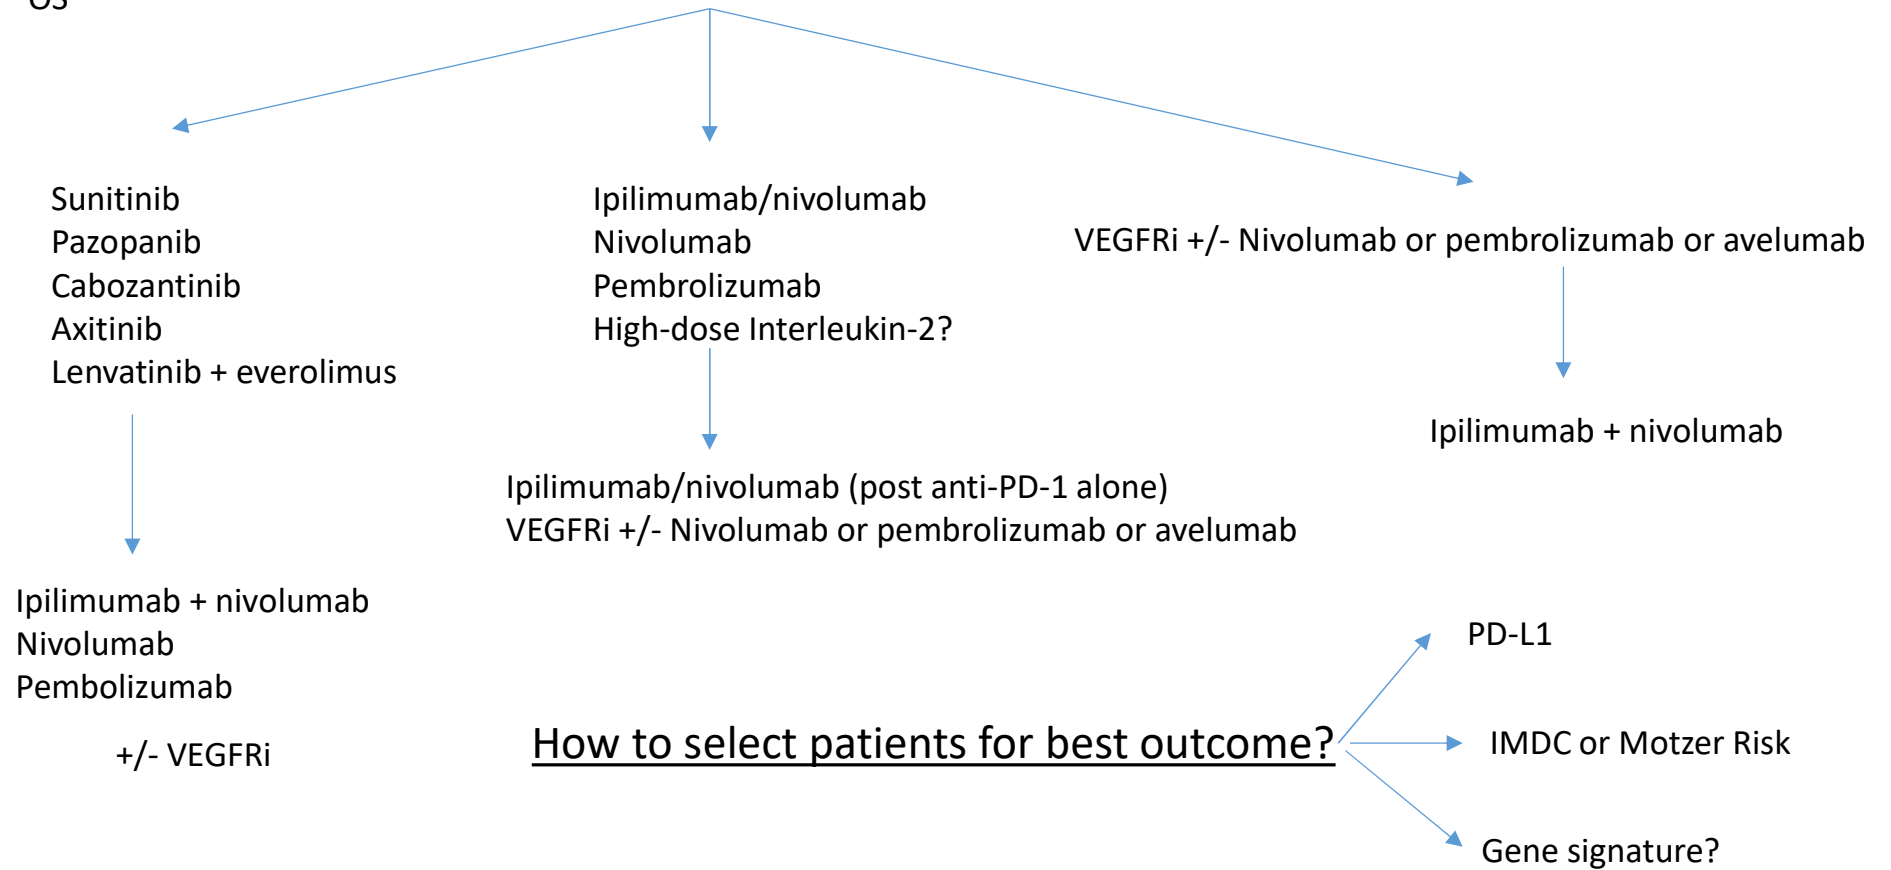 OS
Sunitinib
Pazopanib
Cabozantinib
Axitinib
Lenvatinib + everolimus
Ipilimumab/nivolumab
Nivolumab
Pembrolizumab
High-dose Interleukin-2?
VEGFRi +/- Nivolumab or pembrolizumab or avelumab
Ipilimumab + nivolumab
Ipilimumab/nivolumab (post anti-PD-1 alone)
VEGFRi +/- Nivolumab or pembrolizumab or avelumab
Ipilimumab + nivolumab
Nivolumab
Pembolizumab
+/- VEGFRi
How to select patients for best outcome?
PD-L1
IMDC or Motzer Risk
Gene signature?